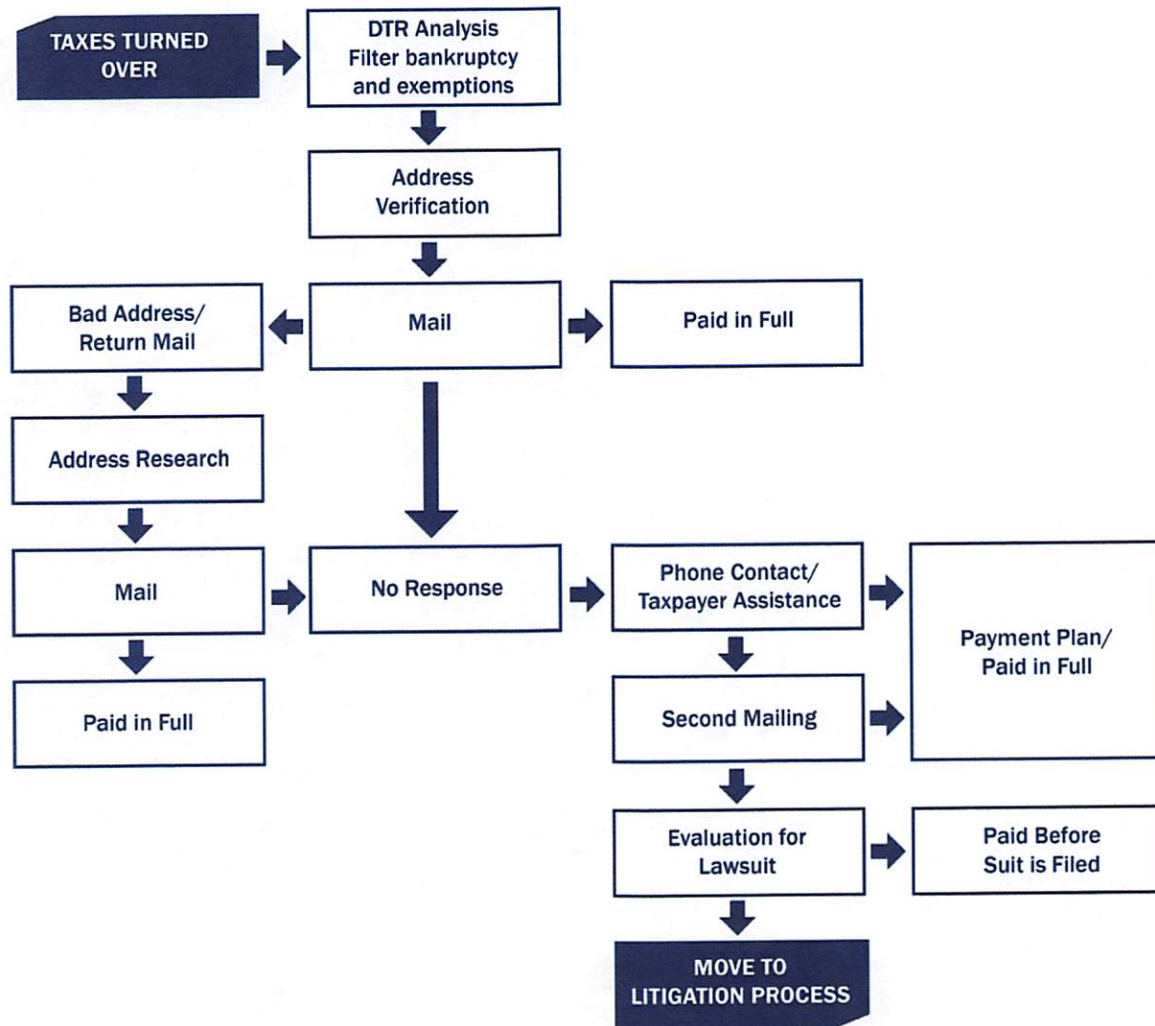 TAXES TURNED
OVER
DTR Analysis
Filter bankruptcy
and exemptions
Address
Verification
Bad Address/
Return Mail
Mail
Paid in Full
Address Research
Mail
No Response
Phone Contact/
Taxpayer Assistance
Payment Plan/
Paid in Full
Paid in Full
Second Mailing
Evaluation for
Lawsuit
Paid Before
Suit is Filed
MOVE TO
LITIGATION PROCESS